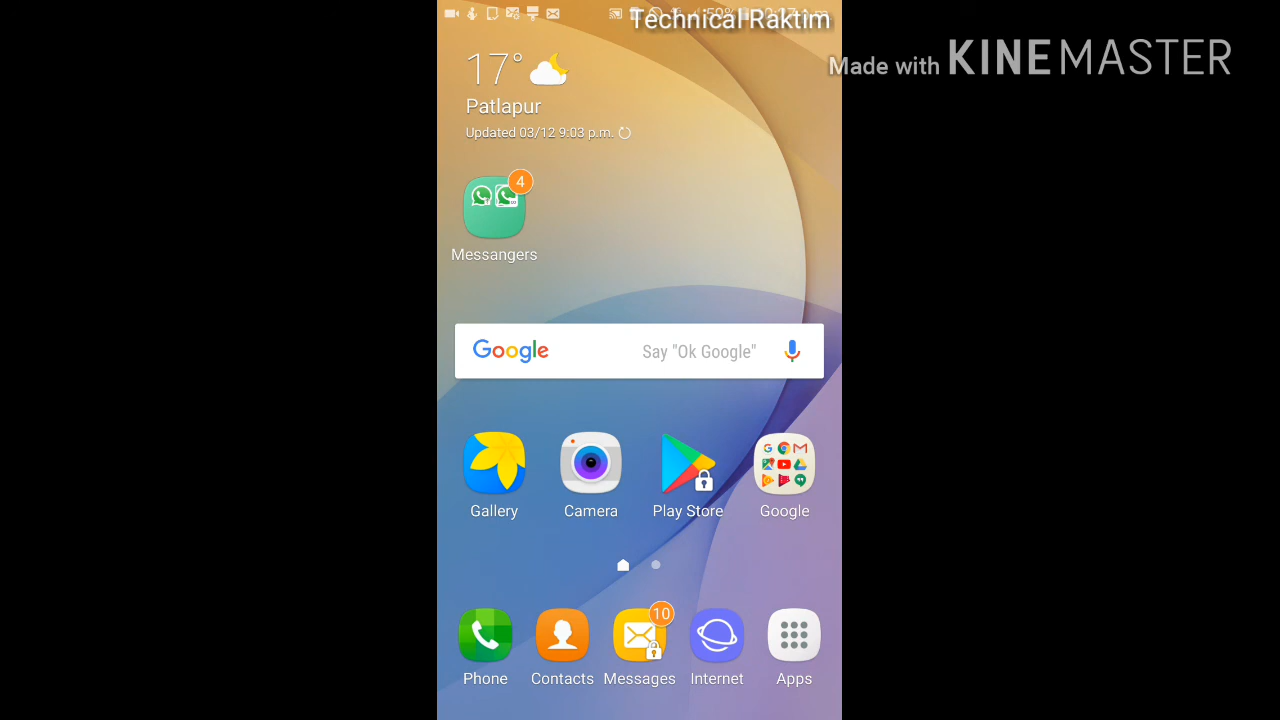 Technical Raktim
Made with KINEMASTER
17°
Patlapur
Updated 03/12 9:03 p.m.
4
Messangers
Google Say "Ok Google"
Gallery Camera Play Store Google
10
Phone Contacts Messages Internet Apps